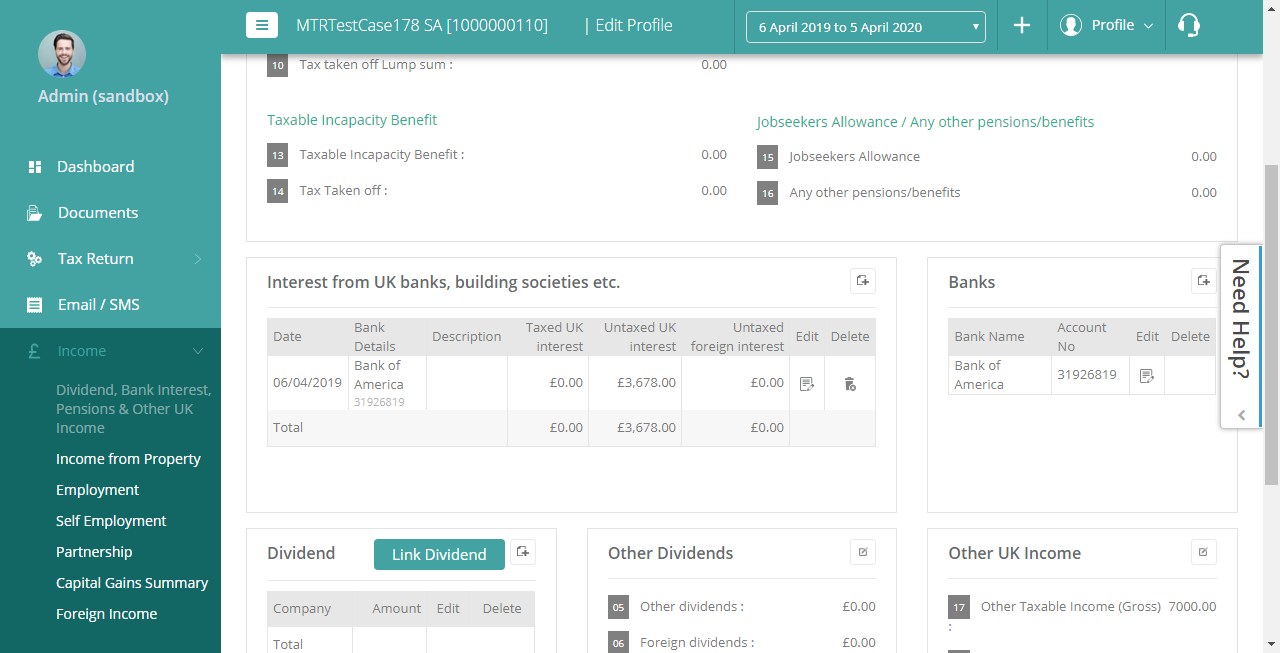 MTRTestCase178 SA [1000000110]
| Edit Profile
6 April 2019 to 5 April 2020
Profile
Admin (sandbox)
Dashboard
Documents
Tax Return
Email / SMS
£ Income
Dividend, Bank Interest,
Pensions & Other UK
Income
Income from Property
Employment
Self Employment
Partnership
Capital Gains Summary
Foreign Income
10 Tax taken off Lump sum : 0.00
Taxable Incapacity Benefit
13 Taxable Incapacity Benefit : 0.00
14 Tax Taken off : 0.00
Jobseekers Allowance / Any other pensions/benefits
15 Jobseekers Allowance 0.00
16 Any other pensions/benefits 0.00
Interest from UK banks, building societies etc.
Date Bank Details Description Taxed UK interest Untaxed UK interest Untaxed foreign interest Edit Delete
06/04/2019 Bank of America 31926819 £0.00 £3,678.00 £0.00
Total £0.00 £3,678.00 £0.00
Banks
Bank Name Account No Edit Delete
Bank of America 31926819
Need Help?
Dividend
Link Dividend
Company Amount Edit Delete
Total
Other Dividends
05 Other dividends : £0.00
06 Foreign dividends : £0.00
Other UK Income
17 Other Taxable Income (Gross) 7000.00
: